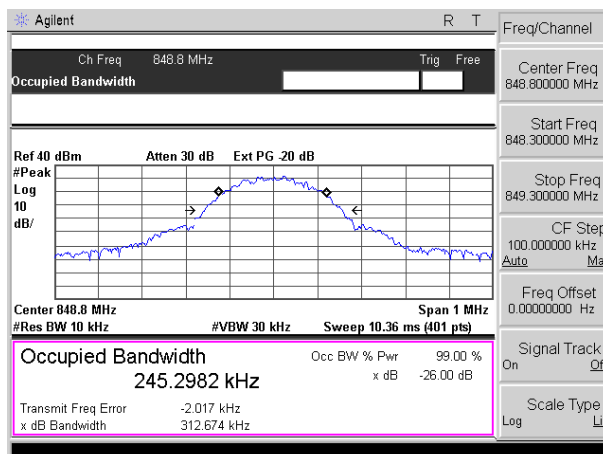 Agilent R T
Ch Freq 848.8 MHz Trig Free
Occupied Bandwidth
Ref 40 dBm Atten 30 dB Ext PG -20 dB
#Peak
Log
10
dB/
Center 848.8 MHz Span 1 MHz
#Res BW 10 kHz #VBW 30 kHz Sweep 10.36 ms (401 pts)
Occupied Bandwidth Occ BW % Pwr 99.00 %
245.2982 kHz x dB -26.00 dB
Transmit Freq Error -2.017 kHz
x dB Bandwidth 312.674 kHz
Freq/Channel
Center Freq
848.800000 MHz
Start Freq
848.300000 MHz
Stop Freq
849.300000 MHz
CF Step
100.000000 kHz
Auto Ma
Freq Offset
0.00000000 Hz
Signal Track
On Of
Scale Type
Log Li